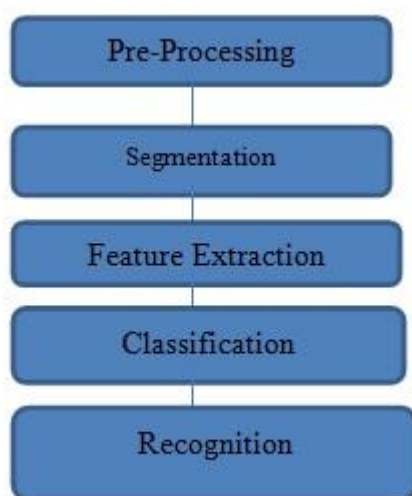 Pre-Processing
Segmentation
Feature Extraction
Classification
Recognition